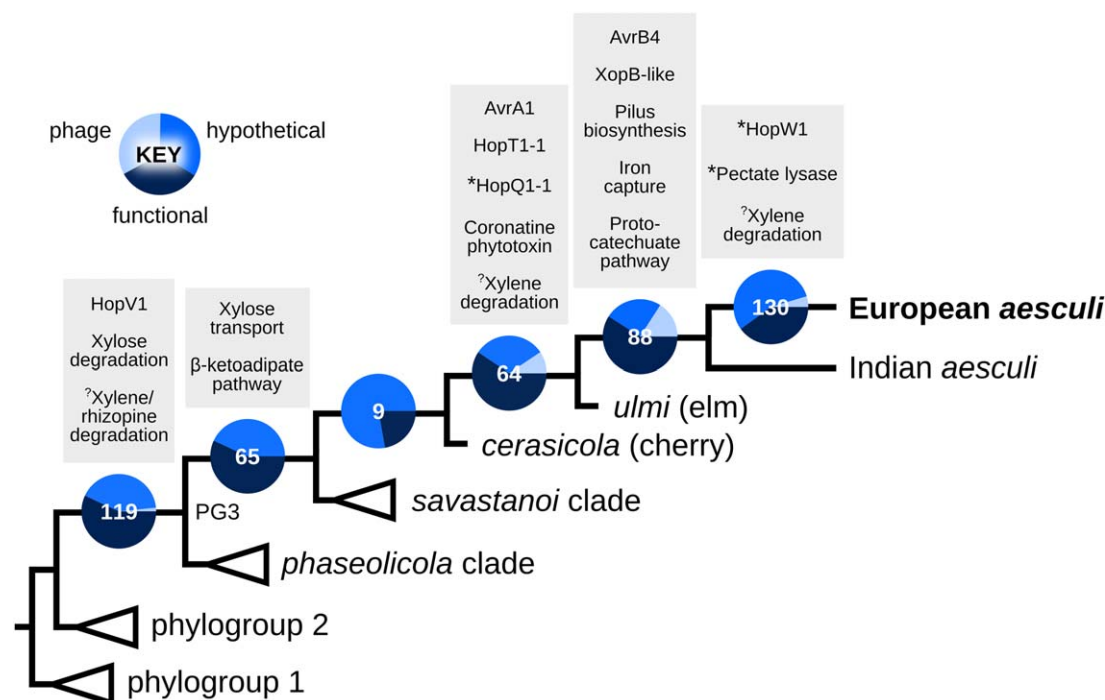 AvrB4
XopB-like
Pilus
biosynthesis
Iron
capture
Proto-
catechuate
pathway
AvrA1
HopT1-1
*HopQ1-1
Coronatine
phytotoxin
?Xylene
degradation
*HopW1
*Pectate lysase
?Xylene
degradation
phage
KEY
hypothetical
functional
HopV1
Xylose
degradation
?Xylene/
rhizopine
degradation
Xylose
transport
β-ketoadipate
pathway
130
European aesculi
88
Indian aesculi
64
ulmi (elm)
9
cerasicola (cherry)
65
savastanoi clade
119
PG3
phaseolicola clade
phylogroup 2
phylogroup 1